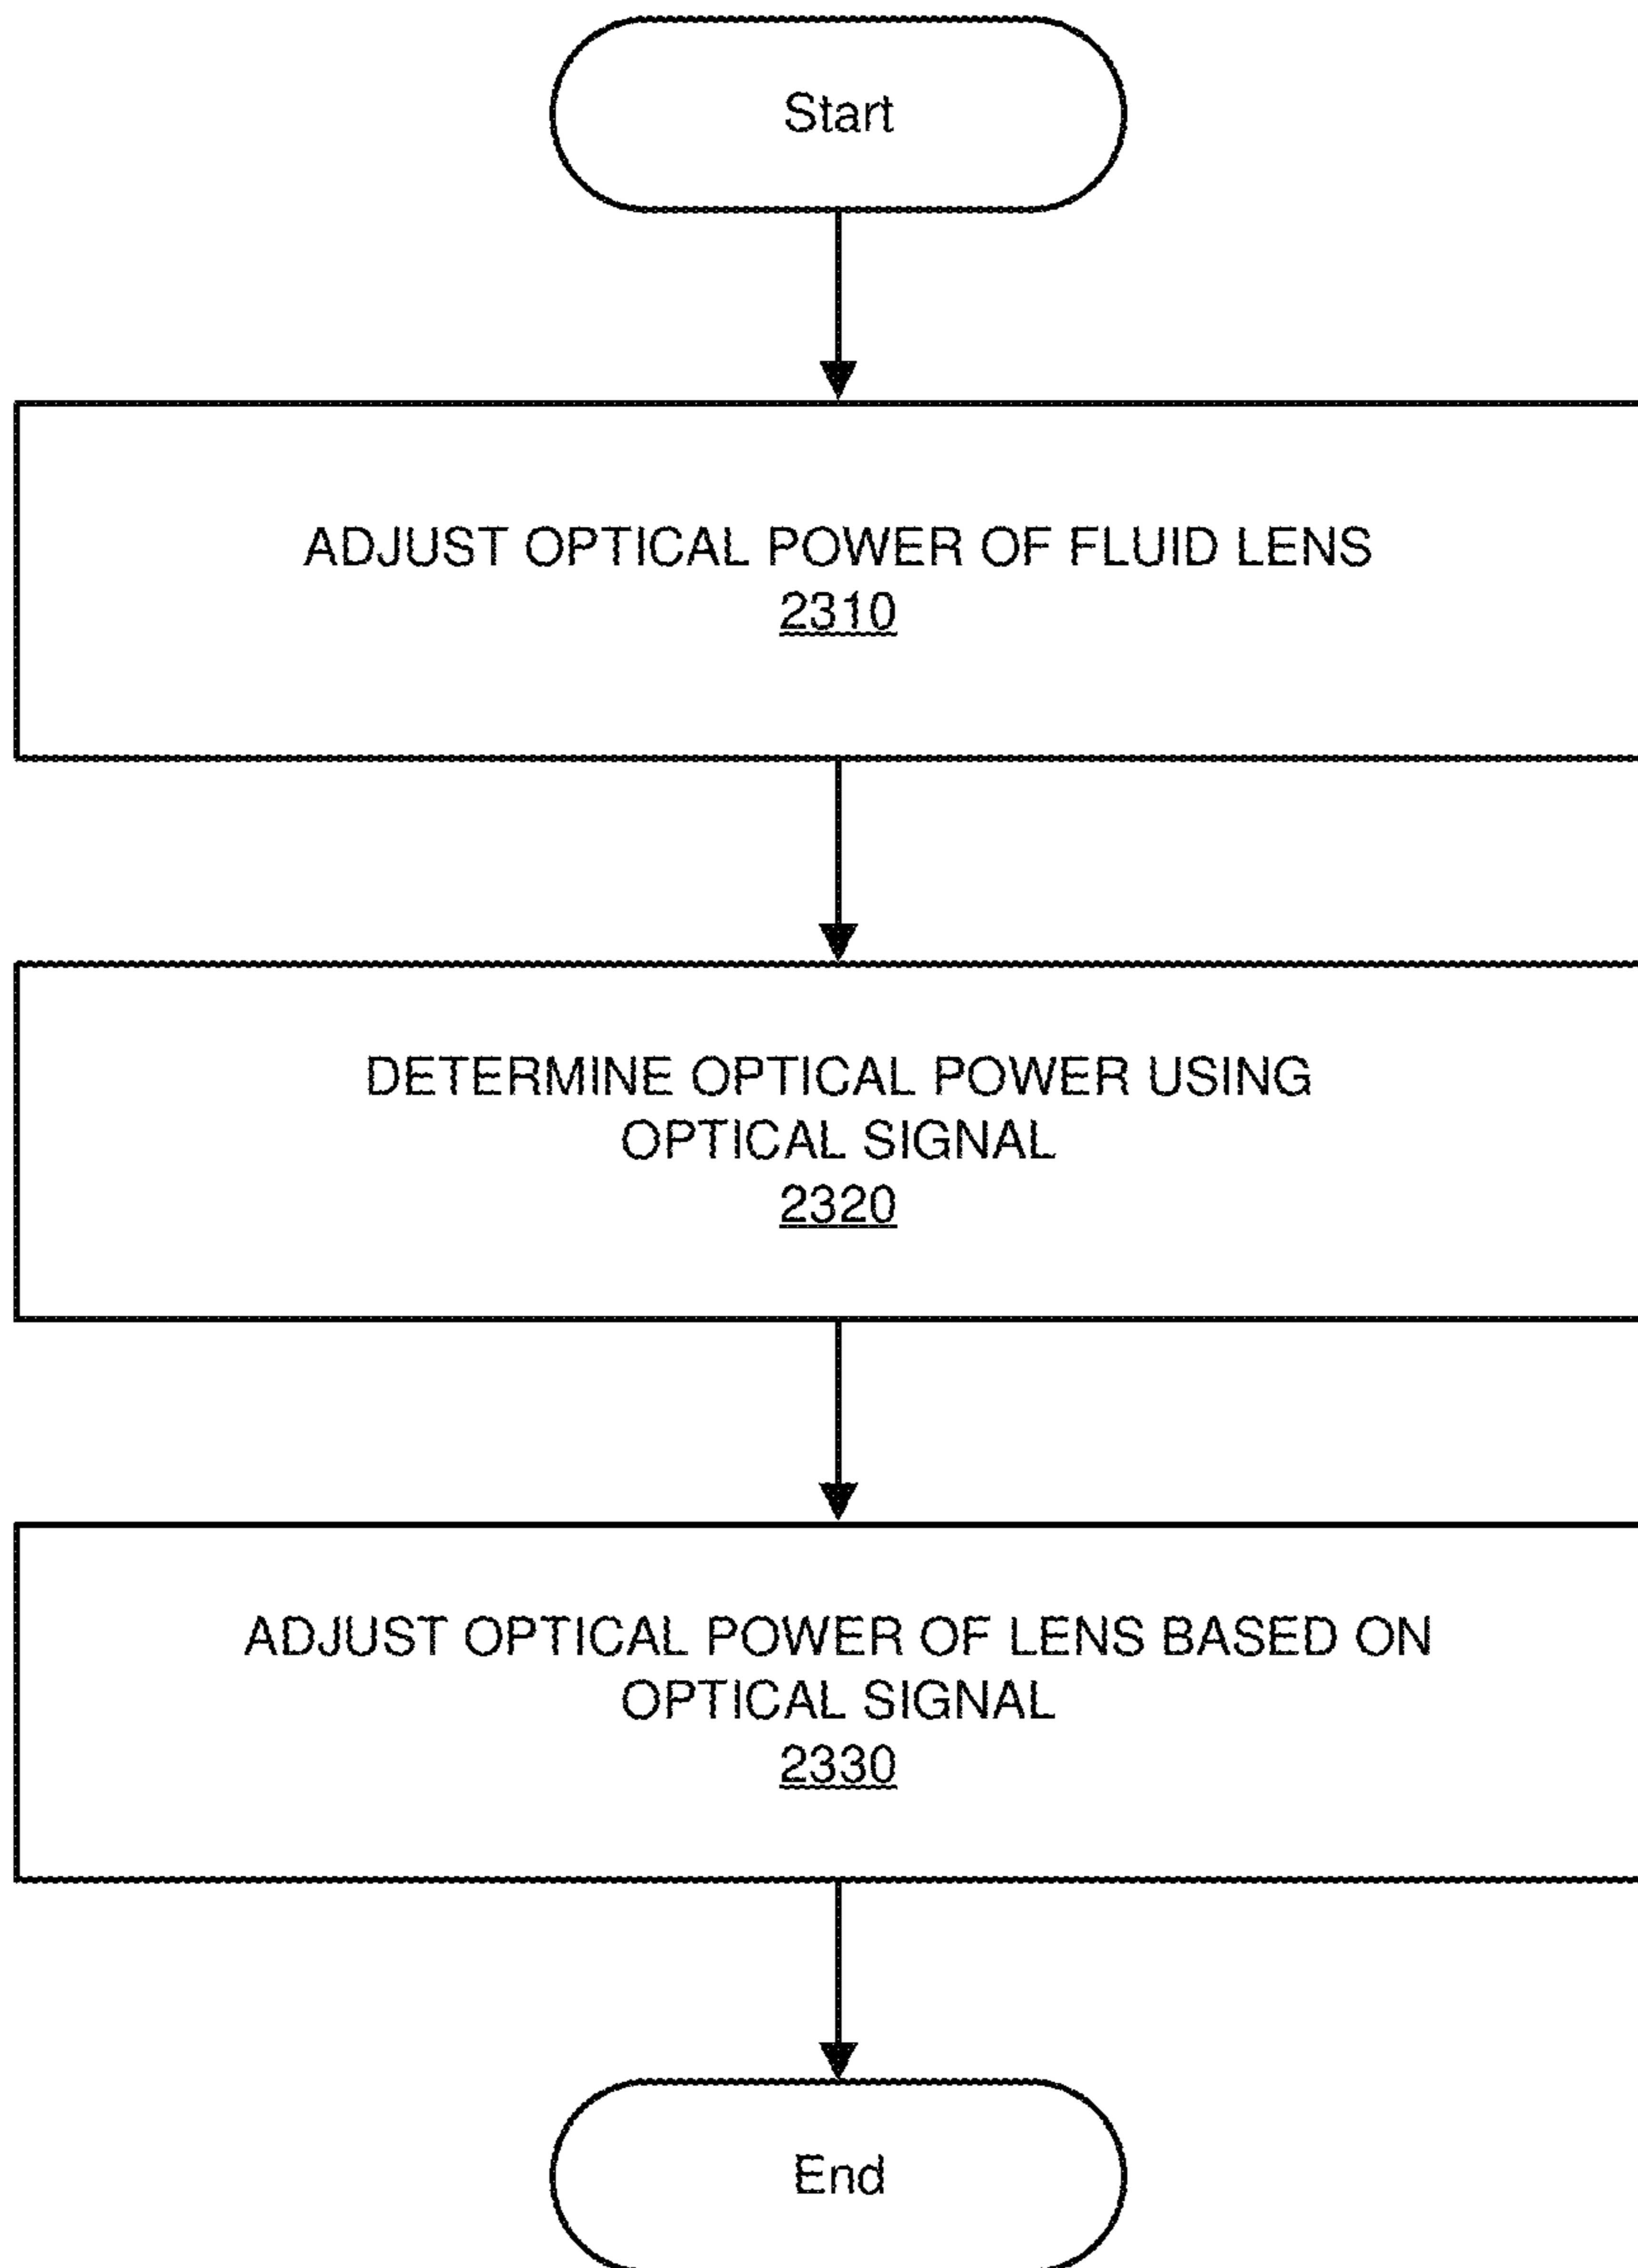 Start
ADJUST OPTICAL POWER OF FLUID LENS
2310
DETERMINE OPTICAL POWER USING
OPTICAL SIGNAL
2320
ADJUST OPTICAL POWER OF LENS BASED ON
OPTICAL SIGNAL
2330
End